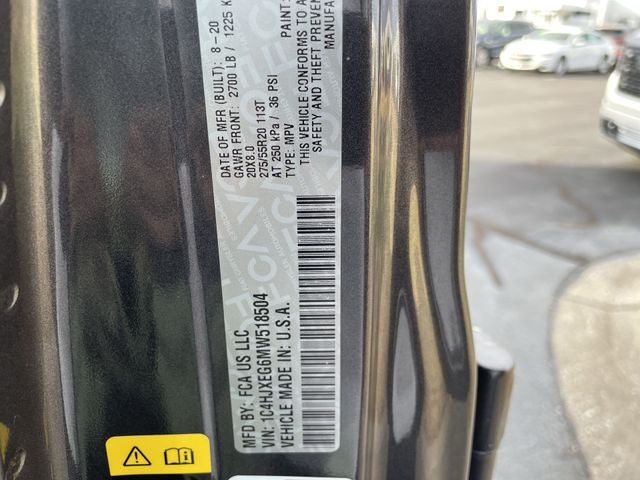 MFD BY: FCA US LLC
DATE OF MFR (BUILT): 8-20
GAWR FRONT: 2700 LB / 1225 K
20X8.0
275/55R20 113T
AT 250 kPa / 36 PSI
TYPE: MPV
PAINT:
THIS VEHICLE CONFORMS TO A
SAFETY AND THEFT PREVEN
MANUFA
VIN: 1C4HJXEG6MW518504
VEHICLE MADE IN: U.S.A.